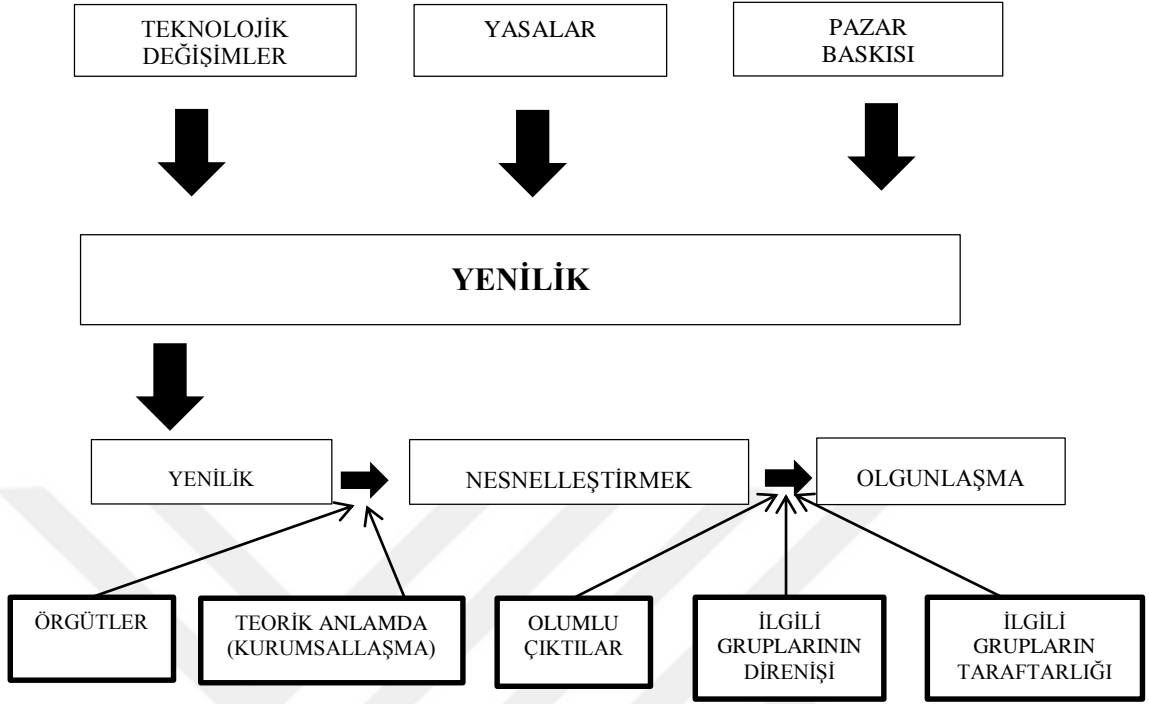 TEKNOLOJİK
DEĞİŞİMLER
YASALAR
PAZAR
BASKISI
YENİLİK
YENİLİK
NESNELLEŞTİRMEK
OLGUNLAŞMA
ÖRGÜTLER
TEORİK ANLAMDA
(KURUMSALLAŞMA)
OLUMLU
ÇIKTILAR
İLGİLİ
GRUPLARININ
DİRENİŞİ
İLGİLİ
GRUPLARIN
TARAFTARLIĞI